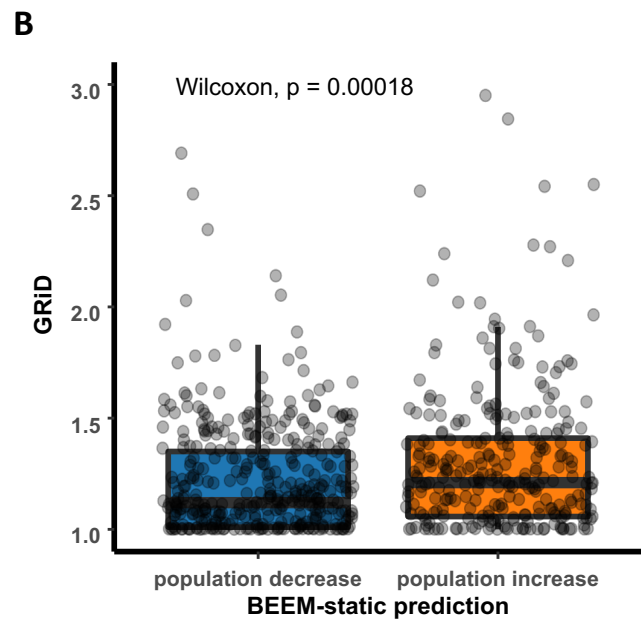 B
Wilcoxon, p = 0.00018
3.0
2.5
2.0
1.5
1.0
GRiD
population decrease population increase
BEEM-static prediction